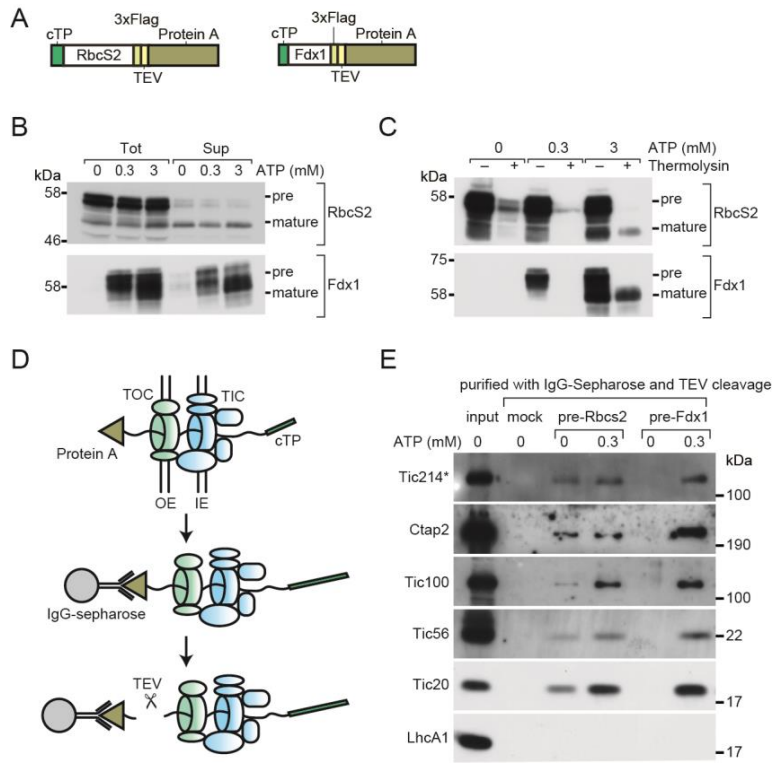 A
3xFlag
cTP
Protein A
RbcS2
TEV
3xFlag
cTP
Protein A
Fdx1
TEV
B
Tot Sup
0 0.3 3 0 0.3 3 ATP (mM)
kDa
58
pre
mature
RbcS2
46
58
pre
mature
Fdx1
C
0 0.3 3 ATP (mM)
kDa
– + – + – + Thermolysin
58
pre
mature
RbcS2
75
pre
58
mature
Fdx1
D
TOC TIC
Protein A
cTP
OE IE
IgG-sepharose
TEV
E
purified with IgG-Sepharose and TEV cleavage
input mock pre-Rbcs2 pre-Fdx1
ATP (mM) 0 0 0 0.3 0 0.3
kDa
Tic214*
100
Ctap2
190
Tic100
100
Tic56
22
Tic20
17
LhcA1
17